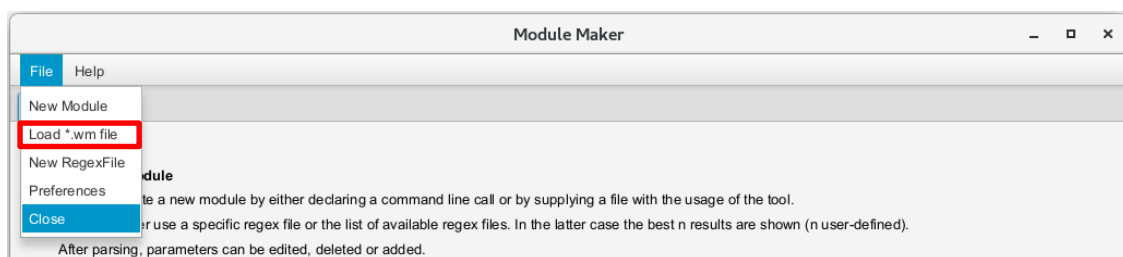 Module Maker
File Help
New Module
Load *.wm file
New RegexFile
dule
Preferences
te a new module by either declaring a command line call or by supplying a file with the usage of the tool.
Close
er use a specific regex file or the list of available regex files. In the latter case the best n results are shown (n user-defined).
After parsing, parameters can be edited, deleted or added.